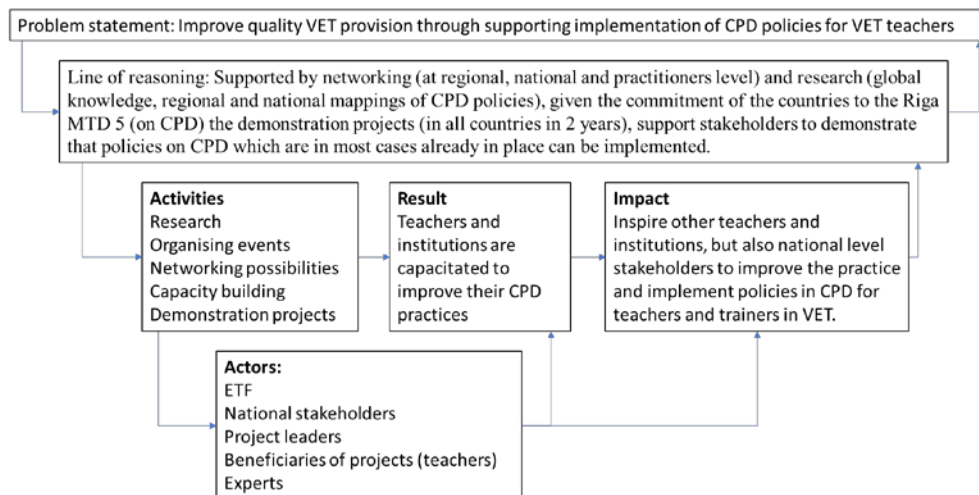 Problem statement: Improve quality VET provision through supporting implementation of CPD policies for VET teachers
Line of reasoning: Supported by networking (at regional, national and practitioners level) and research (global
knowledge, regional and national mappings of CPD policies), given the commitment of the countries to the Riga
MTD 5 (on CPD) the demonstration projects (in all countries in 2 years), support stakeholders to demonstrate
that policies on CPD which are in most cases already in place can be implemented.
Activities
Research
Organising events
Networking possibilities
Capacity building
Demonstration projects
Result
Teachers and
institutions are
capacitated to
improve their CPD
practices
Impact
Inspire other teachers and
institutions, but also national level
stakeholders to improve the practice
and implement policies in CPD for
teachers and trainers in VET.
Actors:
ETF
National stakeholders
Project leaders
Beneficiaries of projects (teachers)
Experts